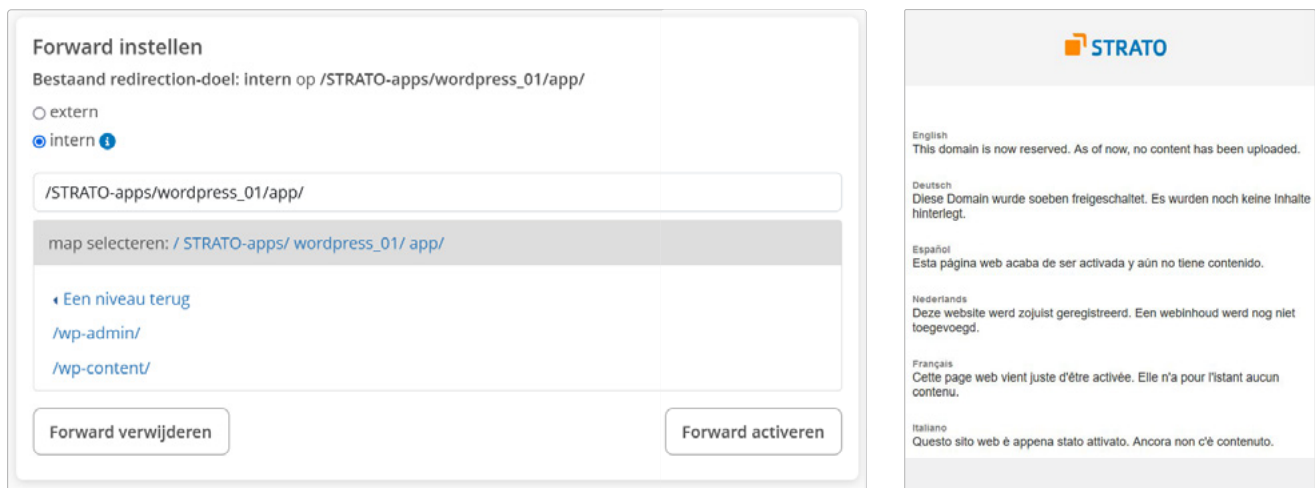 Forward instellen
Bestaand redirection-doel: intern op /STRATO-apps/wordpress_01/app/
extern
intern
/STRATO-apps/wordpress_01/app/
map selecteren: / STRATO-apps/ wordpress_01/ app/
Een niveau terug
/wp-admin/
/wp-content/
Forward verwijderen
Forward activeren
STRATO
English
This domain is now reserved. As of now, no content has been uploaded.
Deutsch
Diese Domain wurde soeben freigeschaltet. Es wurden noch keine Inhalte
hinterlegt.
Español
Esta página web acaba de ser activada y aún no tiene contenido.
Nederlands
Deze website werd zojuist geregistreerd. Een webinhoud werd nog niet
toegevoegd.
Français
Cette page web vient juste d'être activée. Elle n'a pour l'istant aucun
contenu.
Italiano
Questo sito web è appena stato attivato. Ancora non c'è contenuto.